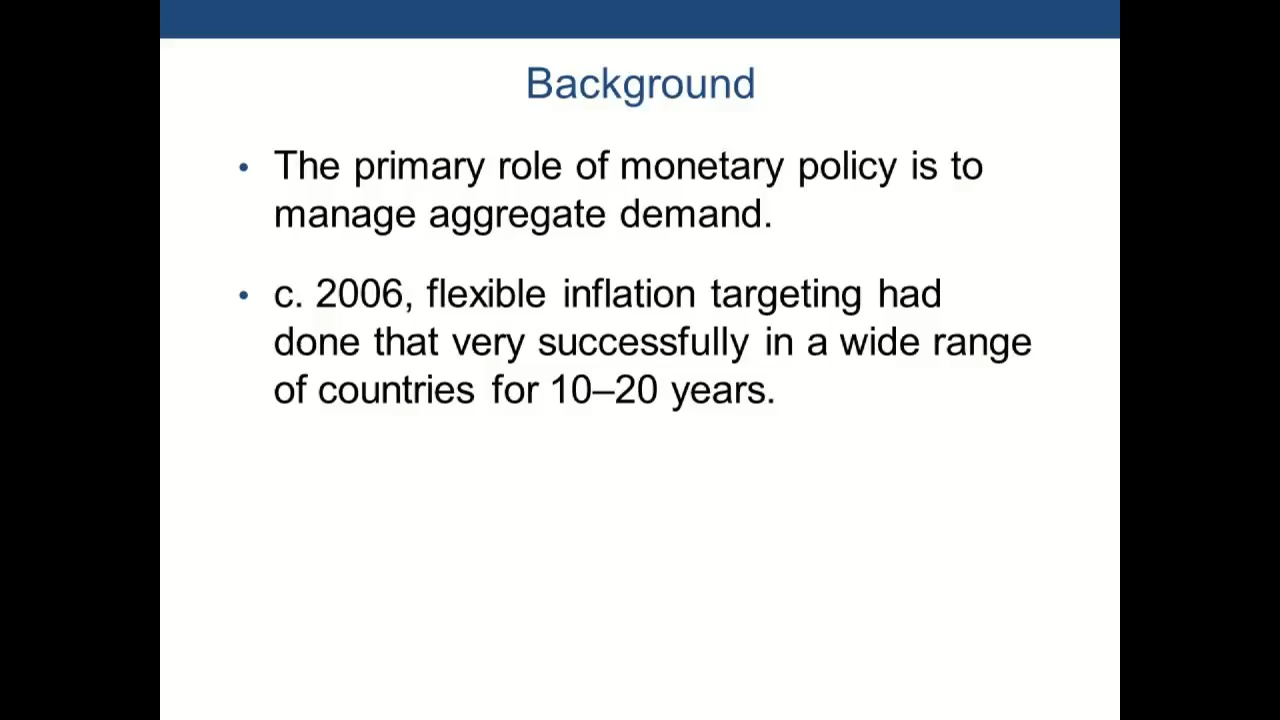 Background
• The primary role of monetary policy is to
manage aggregate demand.
• c. 2006, flexible inflation targeting had
done that very successfully in a wide range
of countries for 10–20 years.